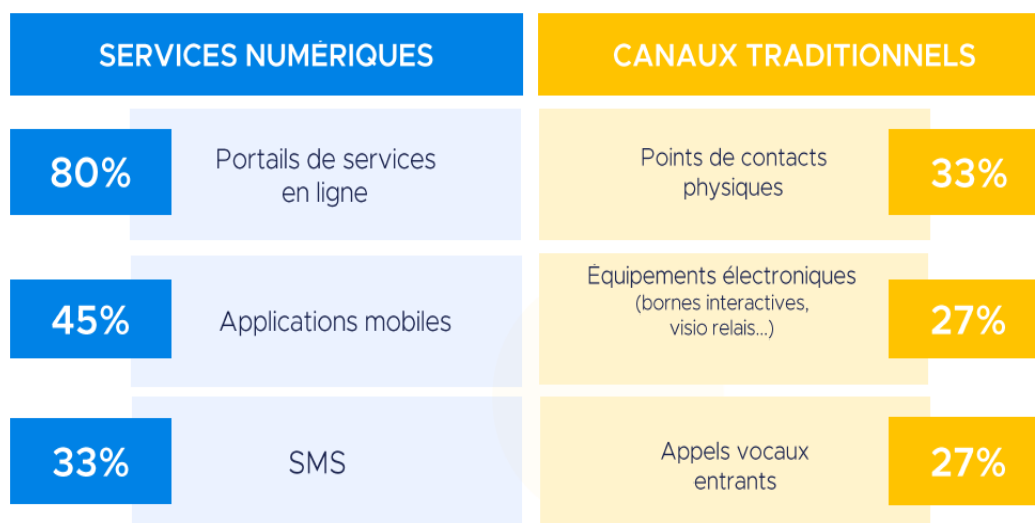 SERVICES NUMÉRIQUES
80%
Portails de services
en ligne
45%
Applications mobiles
33%
SMS
CANAUX TRADITIONNELS
Points de contacts
physiques
33%
Équipements électroniques
(bornes interactives,
visio relais...)
27%
Appels vocaux
entrants
27%